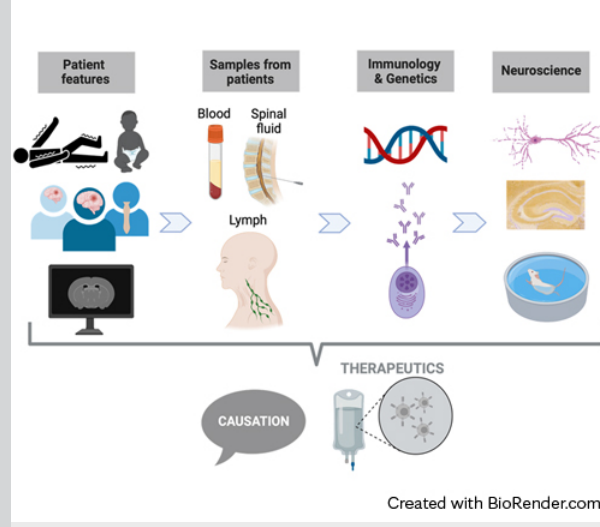 Patient
features
Samples from
patients
Immunology
& Genetics
Neuroscience
Blood
Spinal
fluid
Lymph
THERAPEUTICS
CAUSATION
Created with BioRender.com